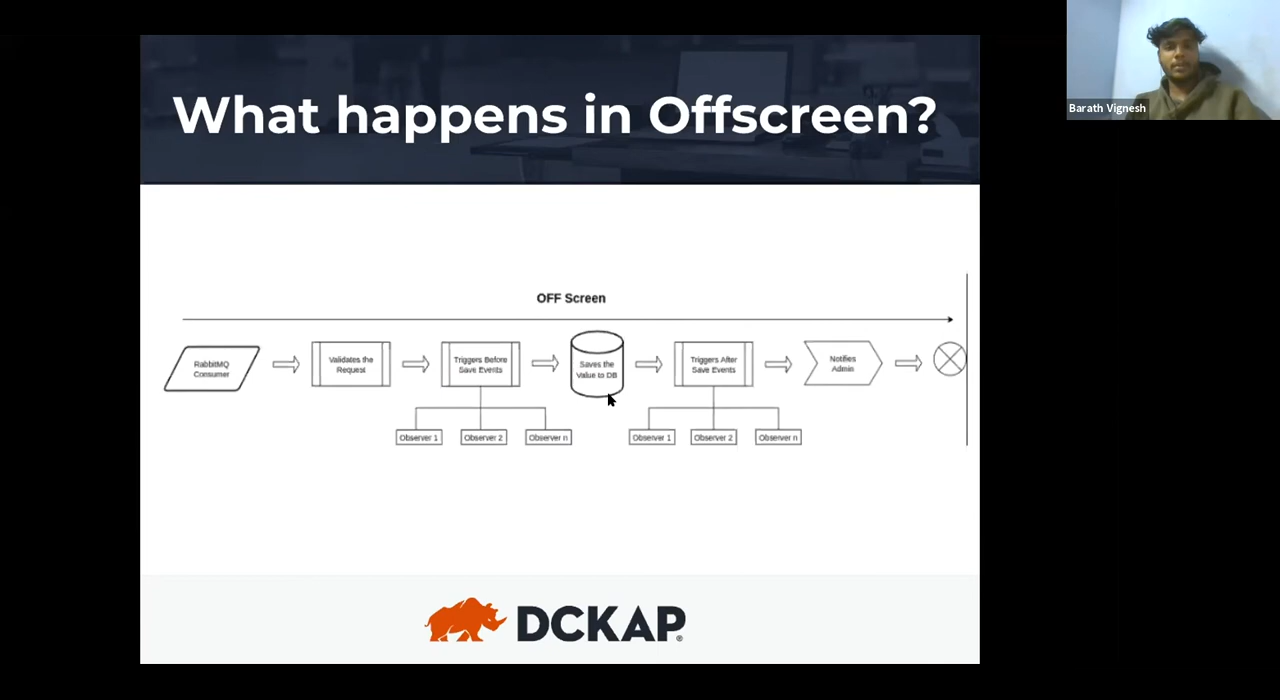 What happens in Offscreen?
Barath Vignesh
OFF Screen
RabbitMQ
Consumer
Validates the
Request
Triggers Before
Save Events
Saves the
Value to DB
Triggers After
Save Events
Notifies
Admin
Observer 1
Observer 2
Observer n
Observer 1
Observer 2
Observer n
DCKAP